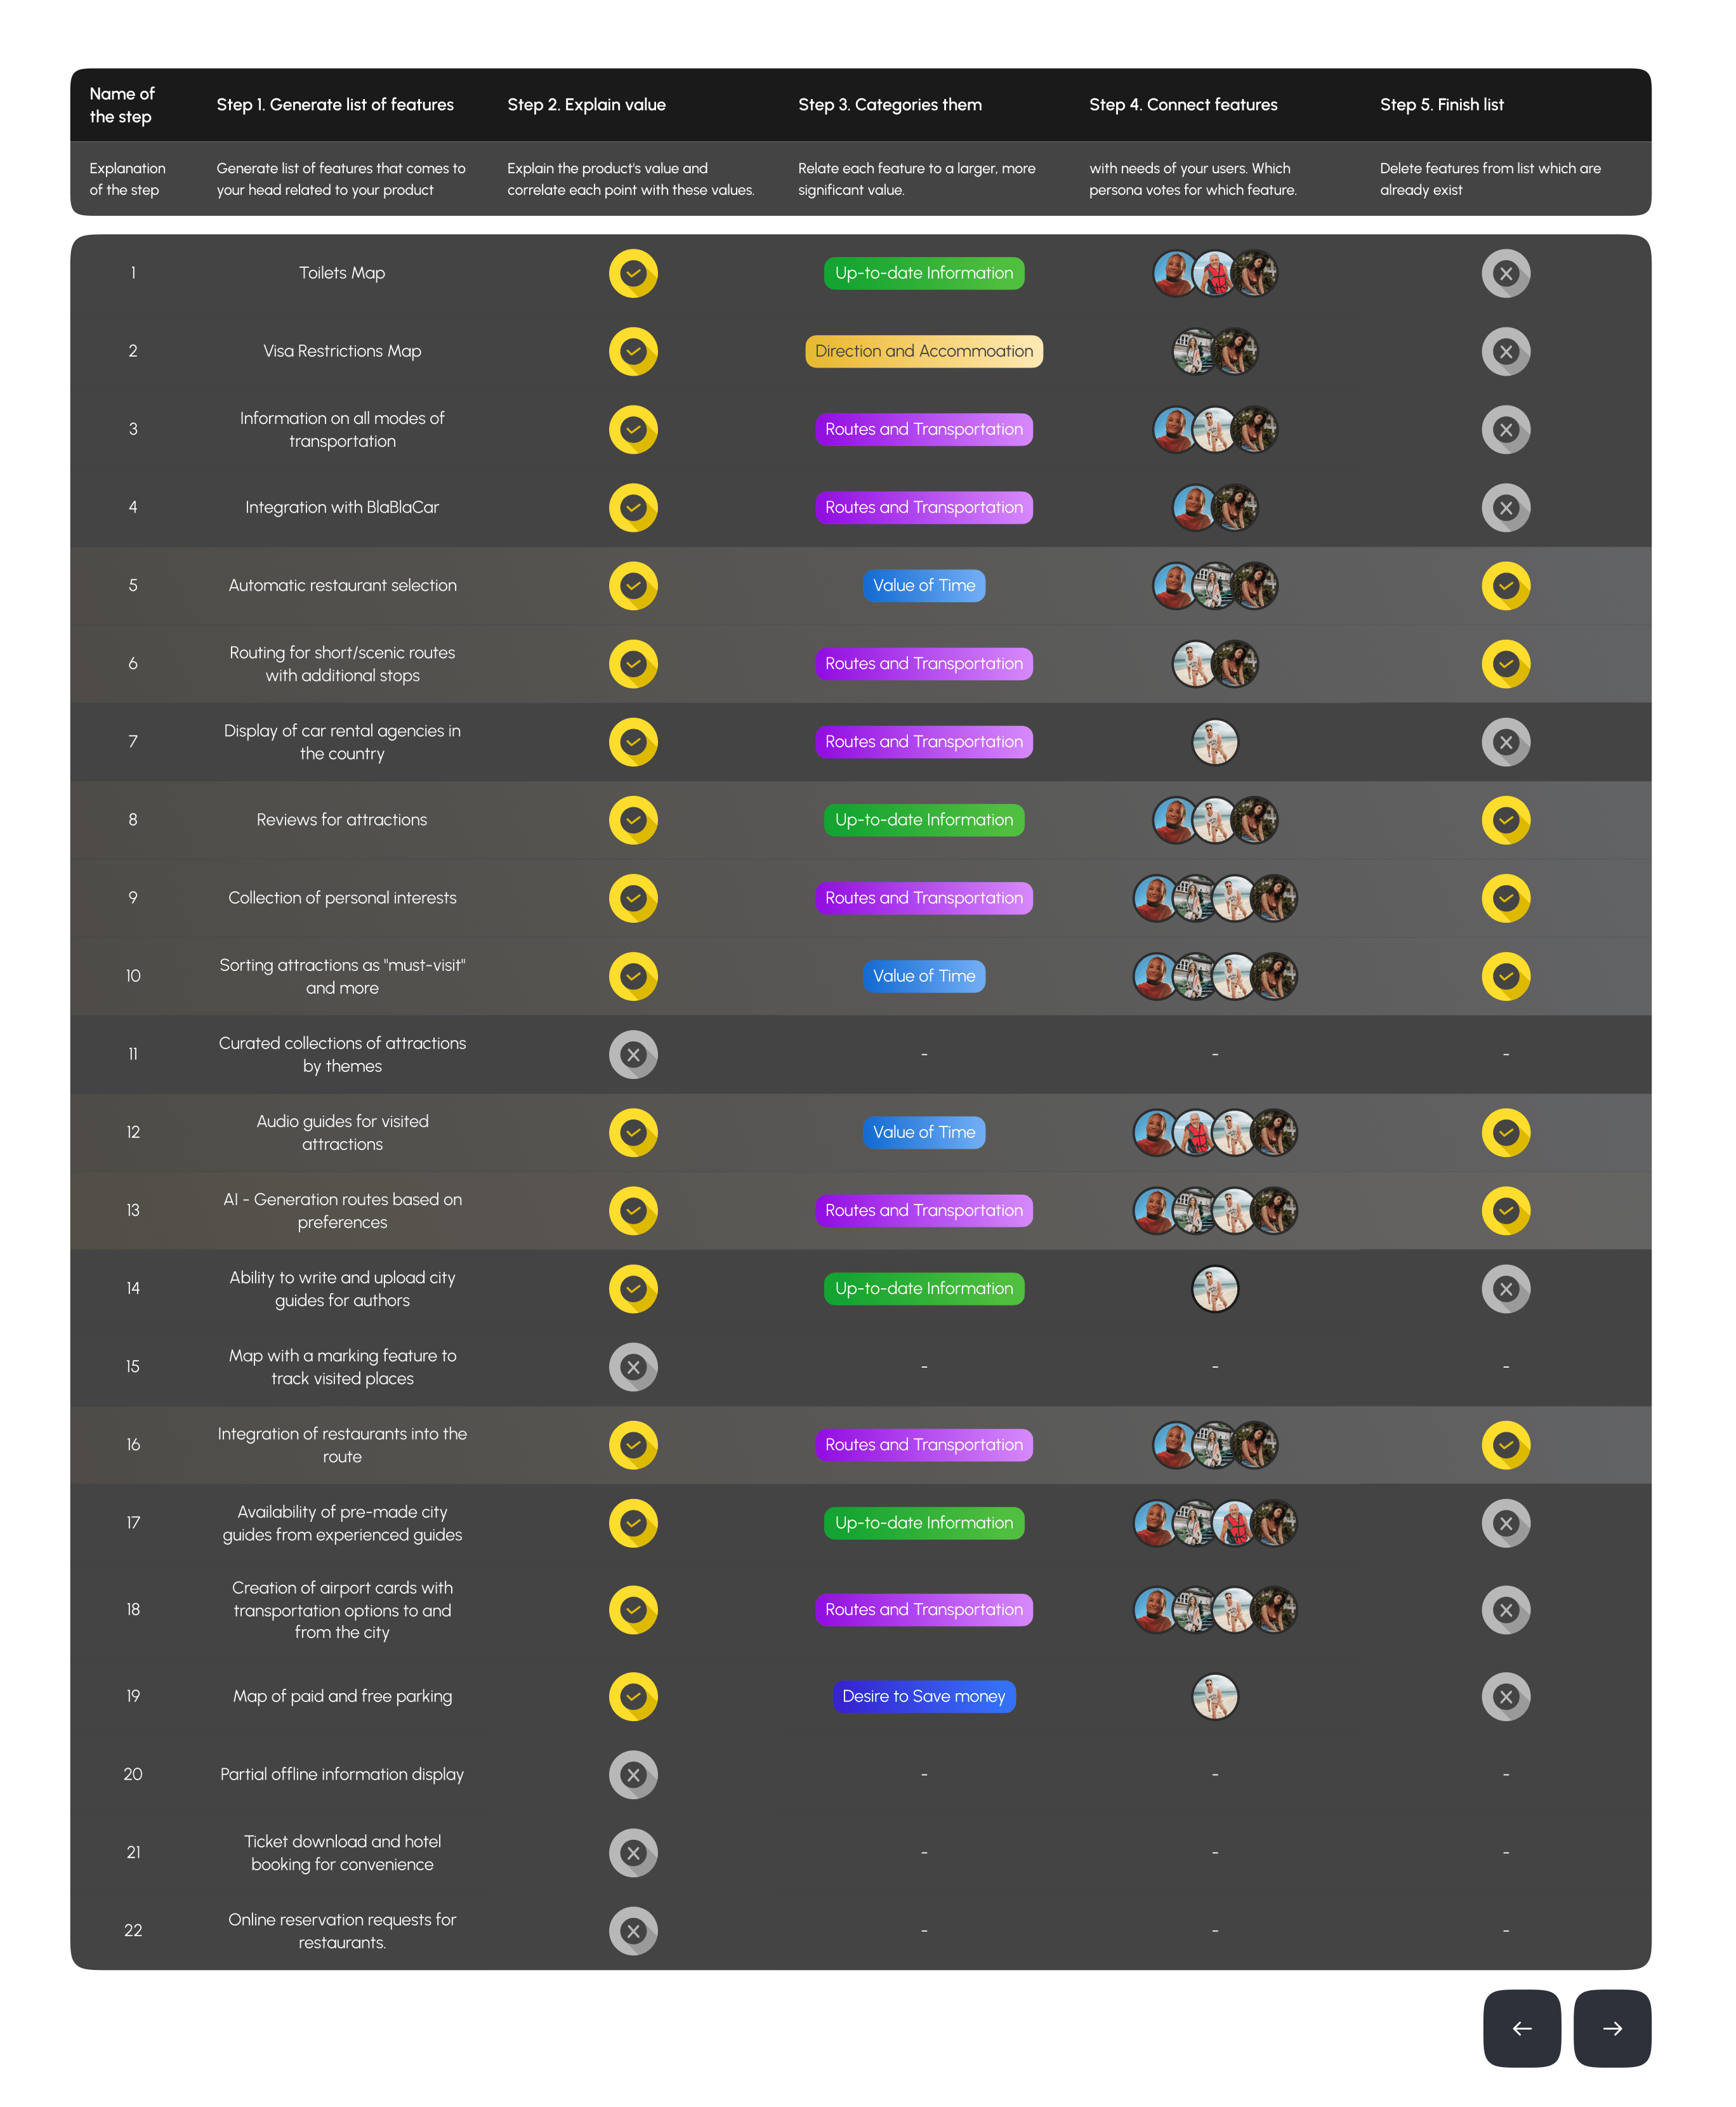 Name of
the step
Step 1. Generate list of features
Step 2. Explain value
Step 3. Categories them
Step 4. Connect features
Step 5. Finish list
Explanation
of the step
Generate list of features that comes to
your head related to your product
Explain the product's value and
correlate each point with these values.
Relate each feature to a larger, more
significant value.
with needs of your users. Which
persona votes for which feature.
Delete features from list which are
already exist
1
Toilets Map
Up-to-date Information
2
Visa Restrictions Map
Direction and Accommoation
3
Information on all modes of
transportation
Routes and Transportation
4
Integration with BlaBlaCar
Routes and Transportation
5
Automatic restaurant selection
Value of Time
6
Routing for short/scenic routes
with additional stops
Routes and Transportation
7
Display of car rental agencies in
the country
Routes and Transportation
8
Reviews for attractions
Up-to-date Information
9
Collection of personal interests
Routes and Transportation
10
Sorting attractions as "must-visit"
and more
Value of Time
11
Curated collections of attractions
by themes
-
-
-
12
Audio guides for visited
attractions
Value of Time
13
AI - Generation routes based on
preferences
Routes and Transportation
14
Ability to write and upload city
guides for authors
Up-to-date Information
15
Map with a marking feature to
track visited places
-
-
-
16
Integration of restaurants into the
route
Routes and Transportation
17
Availability of pre-made city
guides from experienced guides
Up-to-date Information
18
Creation of airport cards with
transportation options to and
from the city
Routes and Transportation
19
Map of paid and free parking
Desire to Save money
20
Partial offline information display
-
-
-
21
Ticket download and hotel
booking for convenience
-
-
-
22
Online reservation requests for
restaurants.
-
-
-